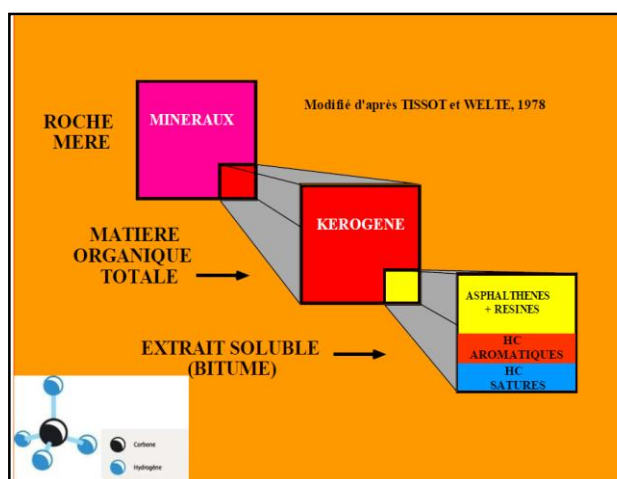 Modifié d'après TISSOT et WELTE, 1978
ROCHE
MERE
MINERAUX
KEROGENE
MATIERE
ORGANIQUE
TOTALE
ASPHALTHENES
+ RESINES
HC
AROMATIQUES
HC
SATURES
EXTRAIT SOLUBLE
(BITUME)
Carbone
Hydrogène